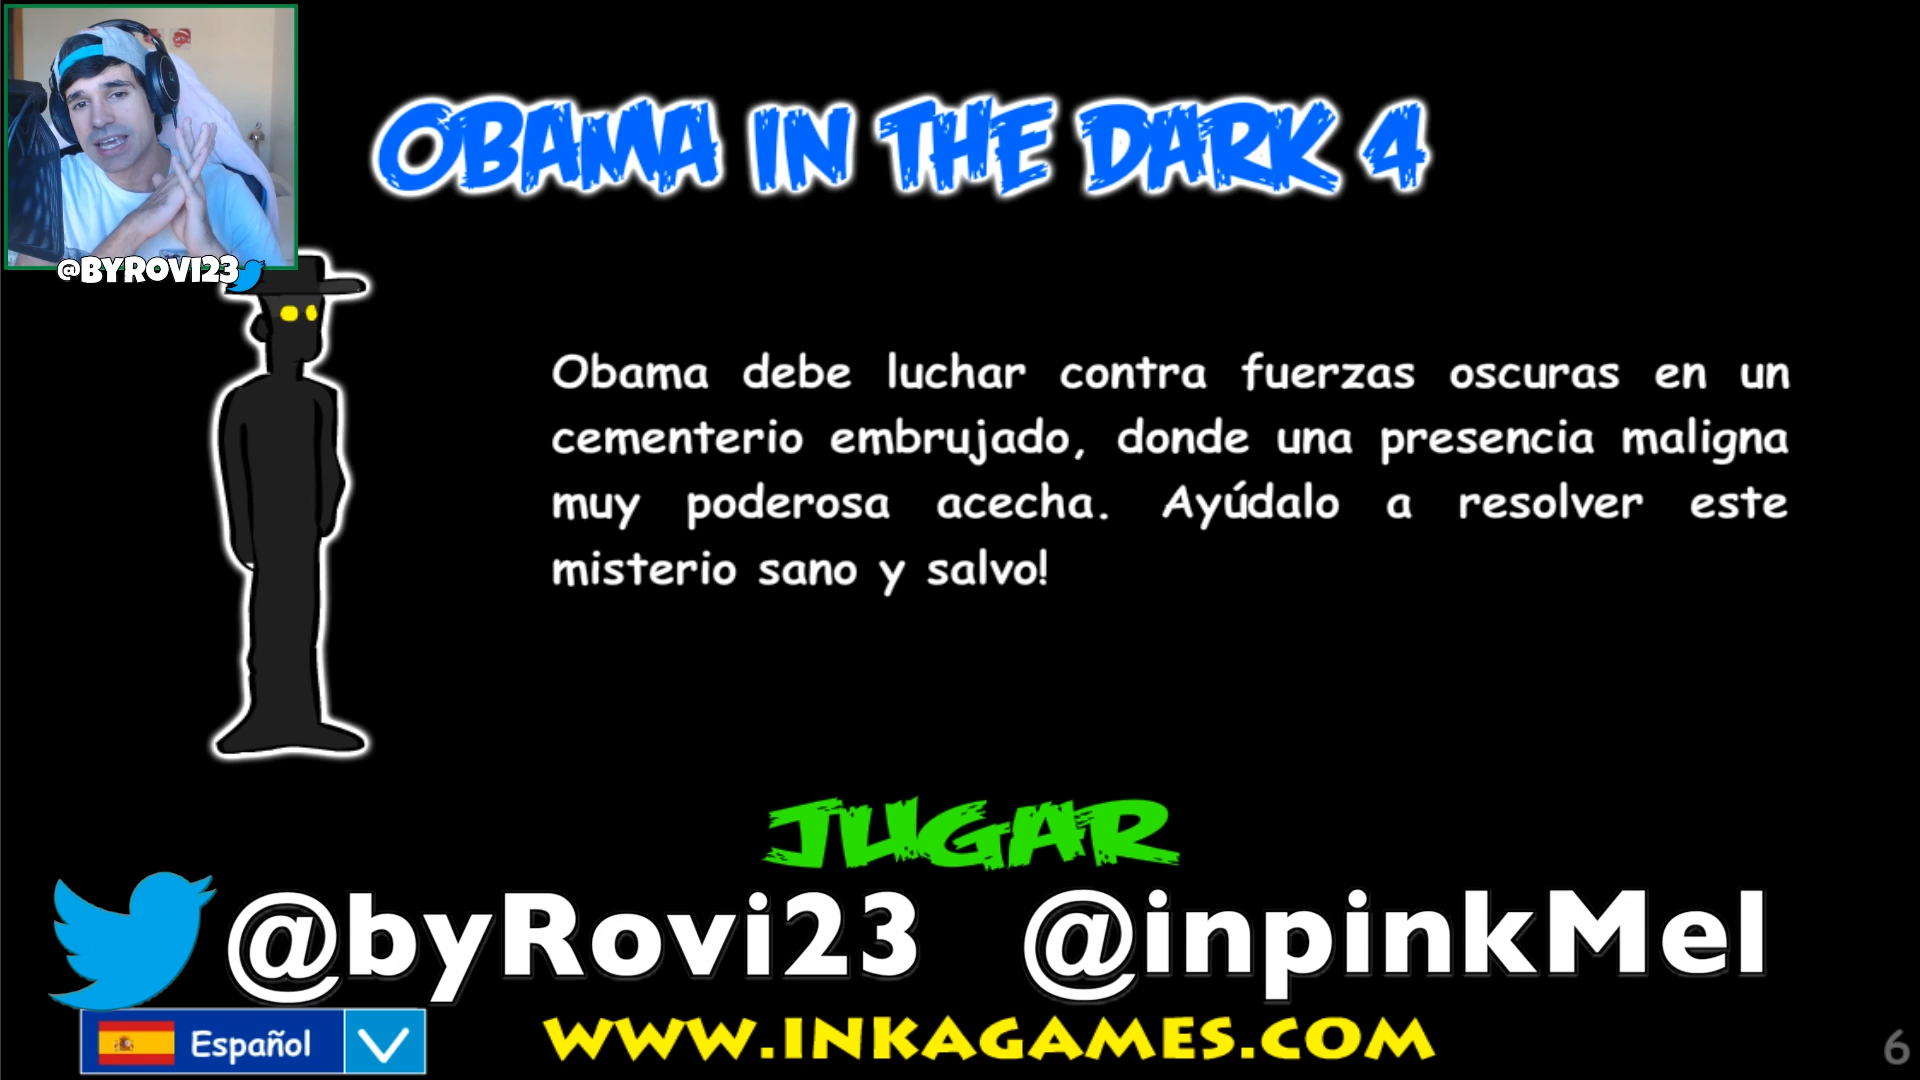 OBAMA IN THE DARK 4
@BYROVI23
Obama debe luchar contra fuerzas oscuras en un
cementerio embrujado, donde una presencia maligna
muy poderosa acecha. Ayúdalo a resolver este
misterio sano y salvo!
JUGAR
@byRovi23 @inpinkMel
Español
WWW.INKAGAMES.COM
6